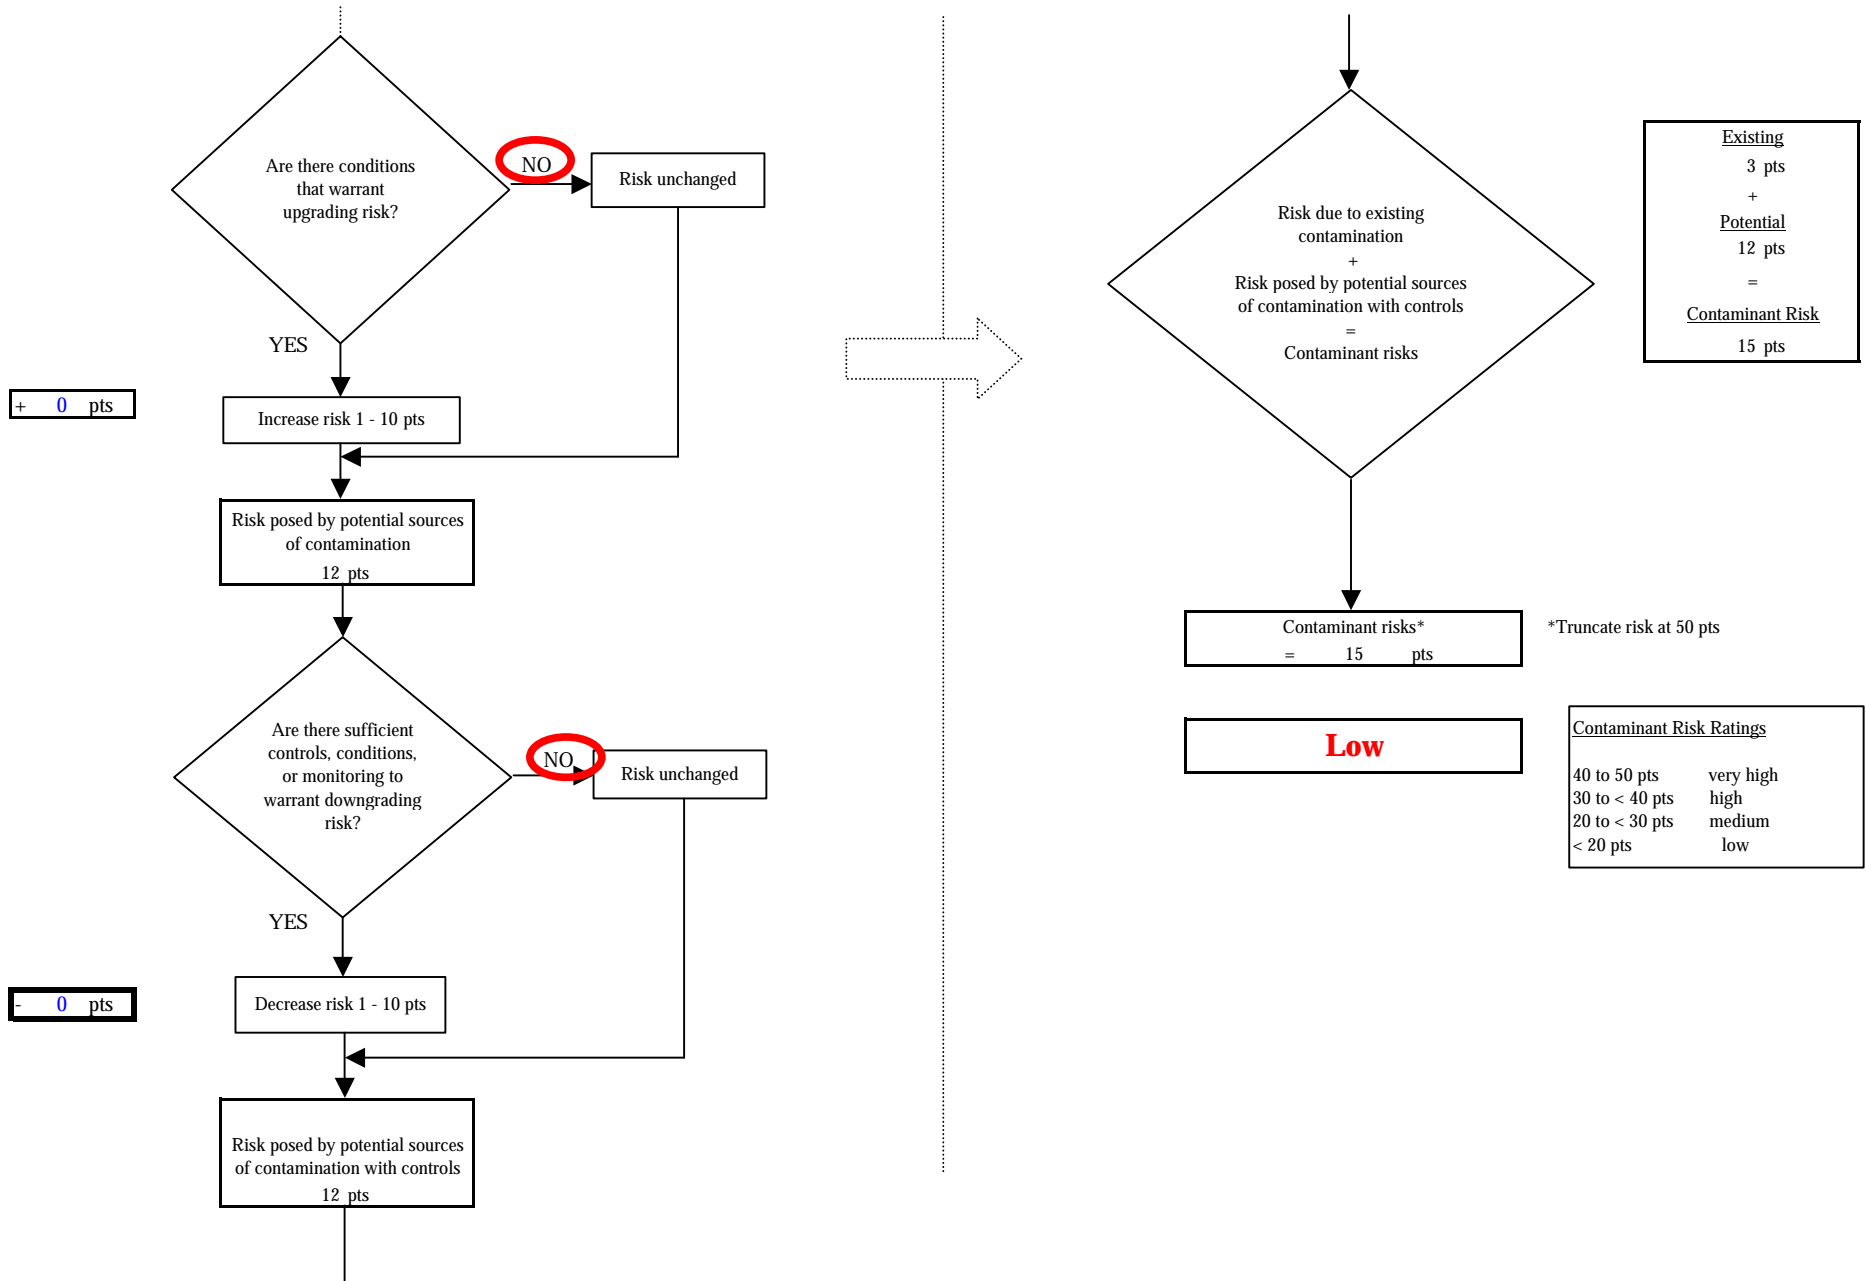 Are there conditions
that warrant
upgrading risk?
NO
Risk unchanged
YES
+ 0 pts
Increase risk 1 - 10 pts
Risk posed by potential sources
of contamination
12 pts
Are there sufficient
controls, conditions,
or monitoring to
warrant downgrading
risk?
NO
Risk unchanged
YES
- 0 pts
Decrease risk 1 - 10 pts
Risk posed by potential sources
of contamination with controls
12 pts
Risk due to existing
contamination
+
Risk posed by potential sources
of contamination with controls
=
Contaminant risks
Existing
3 pts
+
Potential
12 pts
=
Contaminant Risk
15 pts
Contaminant risks*
= 15 pts
*Truncate risk at 50 pts
Low
Contaminant Risk Ratings
40 to 50 pts very high
30 to < 40 pts high
20 to < 30 pts medium
< 20 pts low